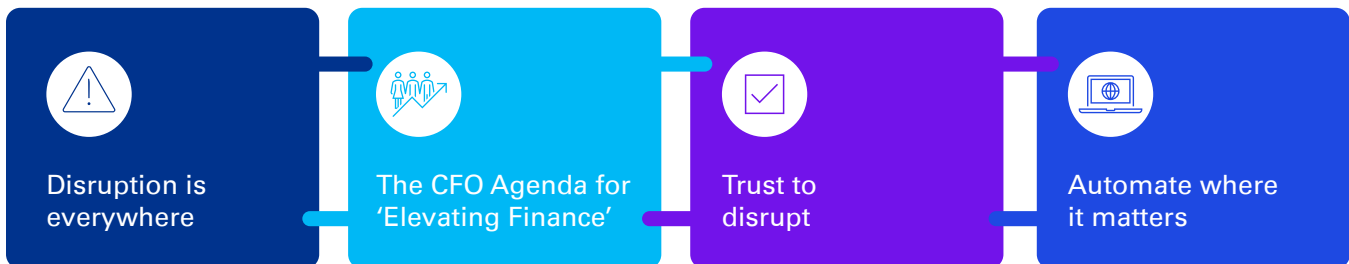 Disruption is
everywhere
The CFO Agenda for
‘Elevating Finance’
Trust to
disrupt
Automate where
it matters